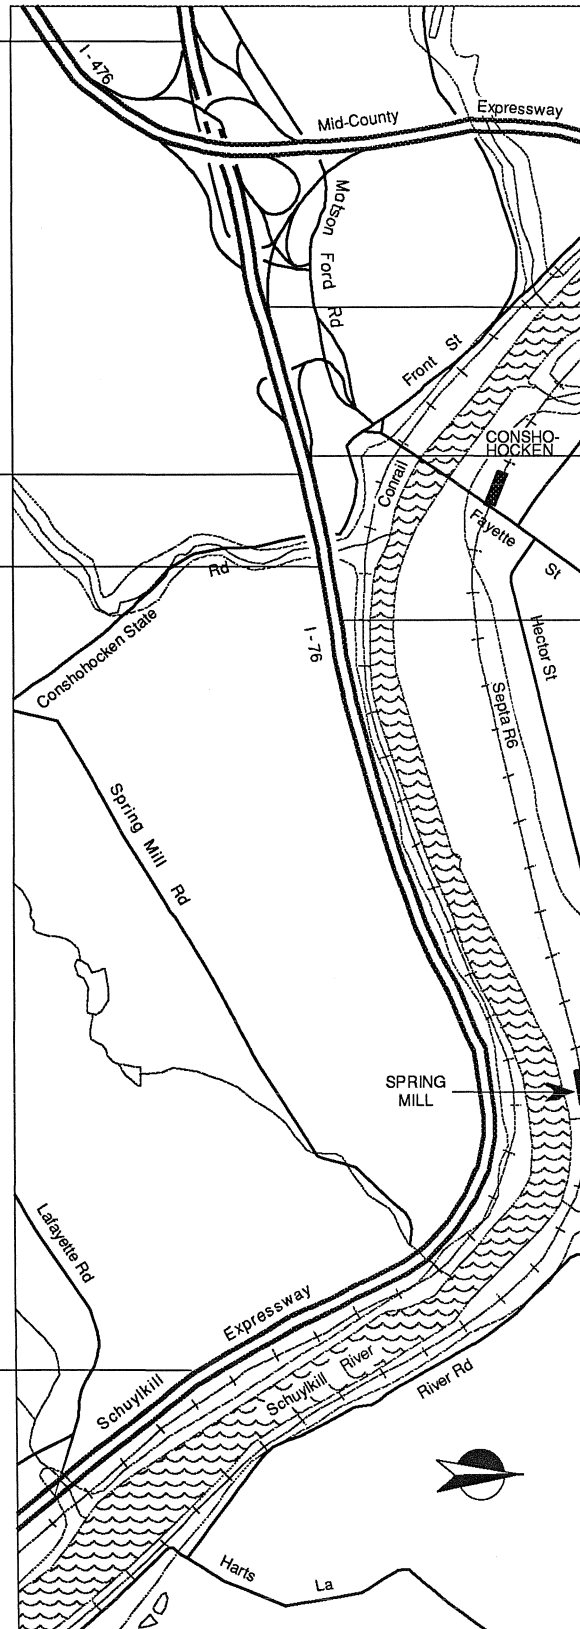 I - 476
Mid-County
Expressway
Matson Ford Rd
Front St
CONSHO-
HOCKEN
Conrail
Fayette St
Rd
Conshohocken State
Hector St
I - 76
Septa R6
Spring Mill Rd
SPRING
MILL
Lafayette Rd
Expressway
Schuylkill
River
Schuylkill
River Rd
Harts La